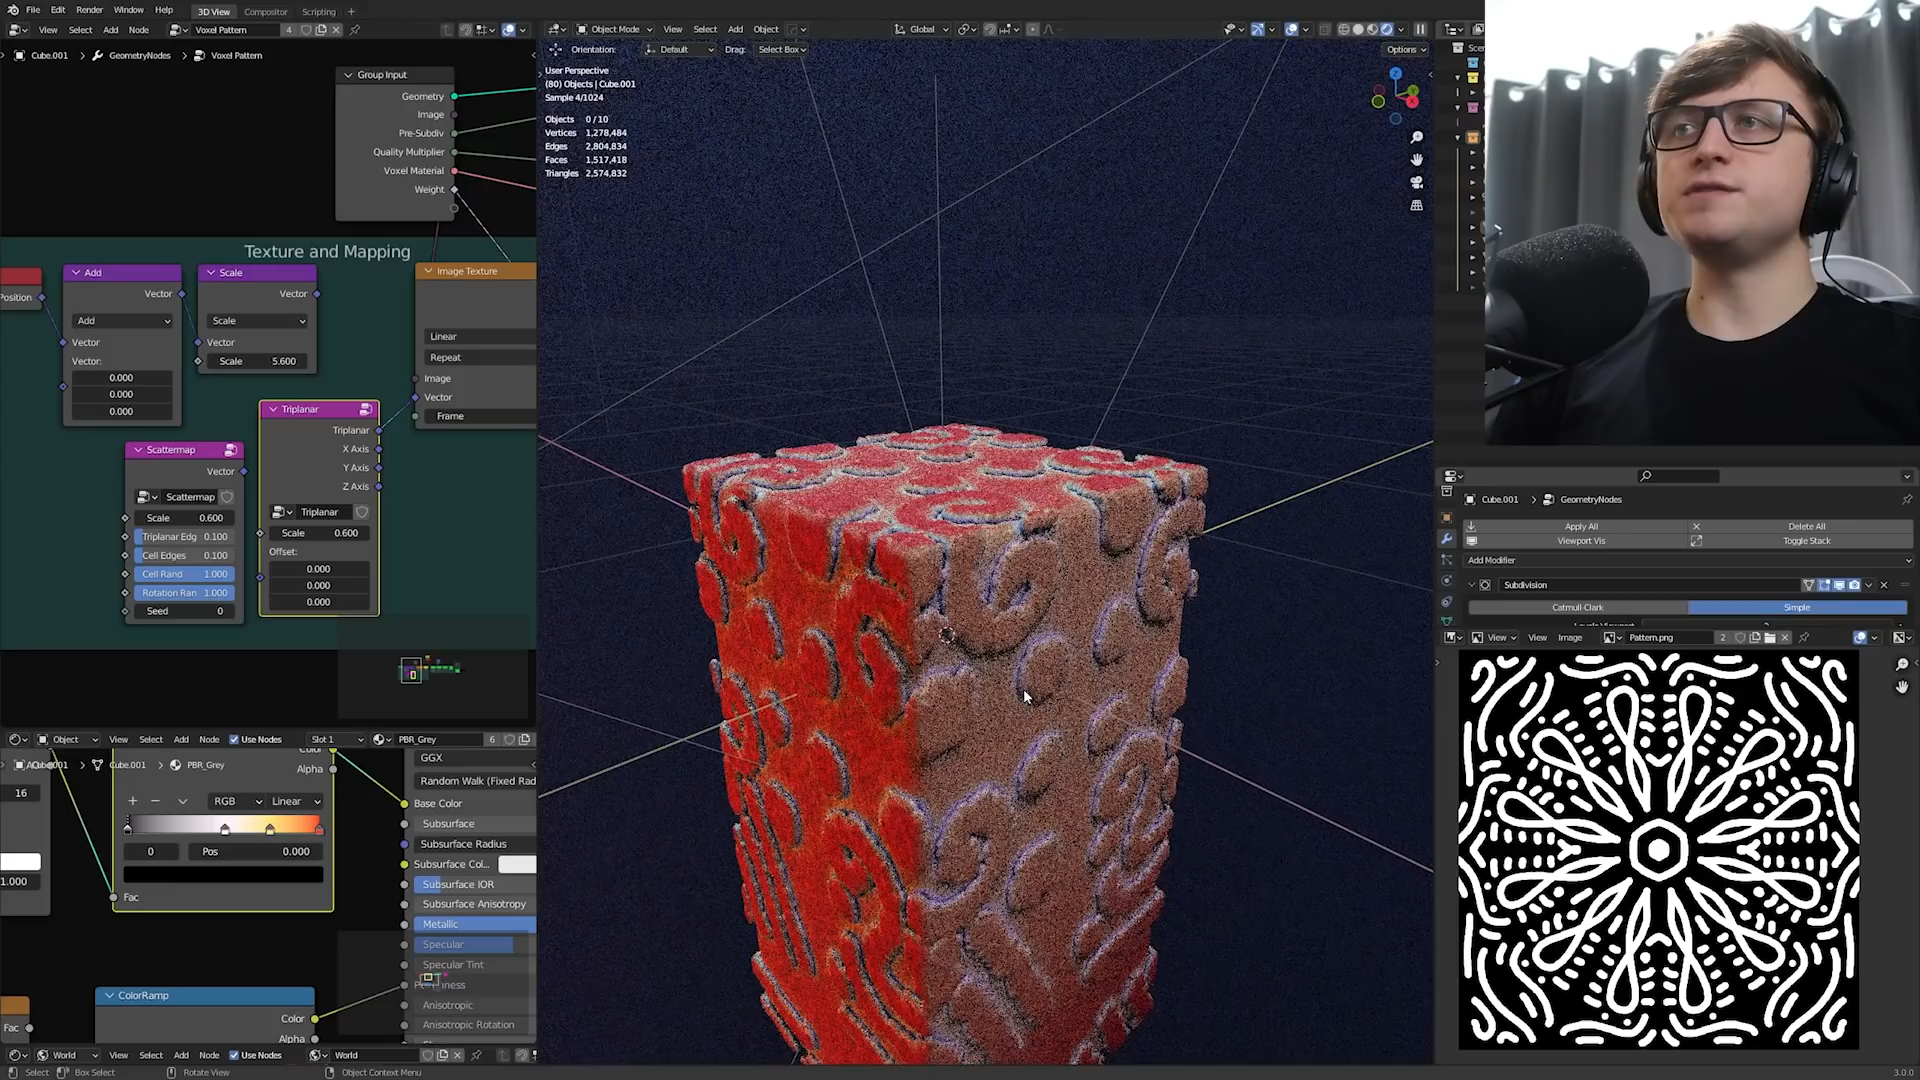 File Edit Render Window Help 3D View Compositor Scripting +
View Select Add Node Voxel Pattern 4
Cube.001 > GeometryNodes > Voxel Pattern
Group Input
Geometry
Image
Pre-Subdiv
Quality Multiplier
Voxel Material
Weight
Texture and Mapping
Position
Add
Vector
Add
Vector
Vector:
0.000
0.000
0.000
Scale
Vector
Scale
Vector
Scale 5.600
Image Texture
Linear
Repeat
Image
Vector
Frame
Triplanar
Triplanar
X Axis
Y Axis
Z Axis
Triplanar
Scale 0.600
Offset:
0.000
0.000
0.000
Scattermap
Vector
Scattermap
Scale 0.600
Triplanar Edg 0.100
Cell Edges 0.100
Cell Rand 1.000
Rotation Ran 1.000
Seed 0
Object View Select Add Node Use Nodes Slot 1 PBR_Grey 6
Cube.001 > PBR_Grey
16
1.000
Alpha
RGB Linear
0 Pos 0.000
Fac
GGX
Random Walk (Fixed Rad
Base Color
Subsurface
Subsurface Radius
Subsurface Col...
Subsurface IOR
Subsurface Anisotropy
Metallic
Specular
Specular Tint
Anisotropic
Anisotropic Rotation
ColorRamp
Color
Alpha
Fac
World View Select Add Node Use Nodes World
Select Box Select Rotate View Object Context Menu
Object Mode View Select Add Object Global
Orientation: Default Drag: Select Box Options
User Perspective
(80) Objects | Cube.001
Sample 4/1024
Objects 0/10
Vertices 1,278,484
Edges 2,804,834
Faces 1,517,418
Triangles 2,574,832
Z
Y
X
Cube.001 > GeometryNodes
Apply All Delete All
Viewport Vis Toggle Stack
Add Modifier
Subdivision
Catmull-Clark Simple
View View Image Pattern.png 2
3.0.0